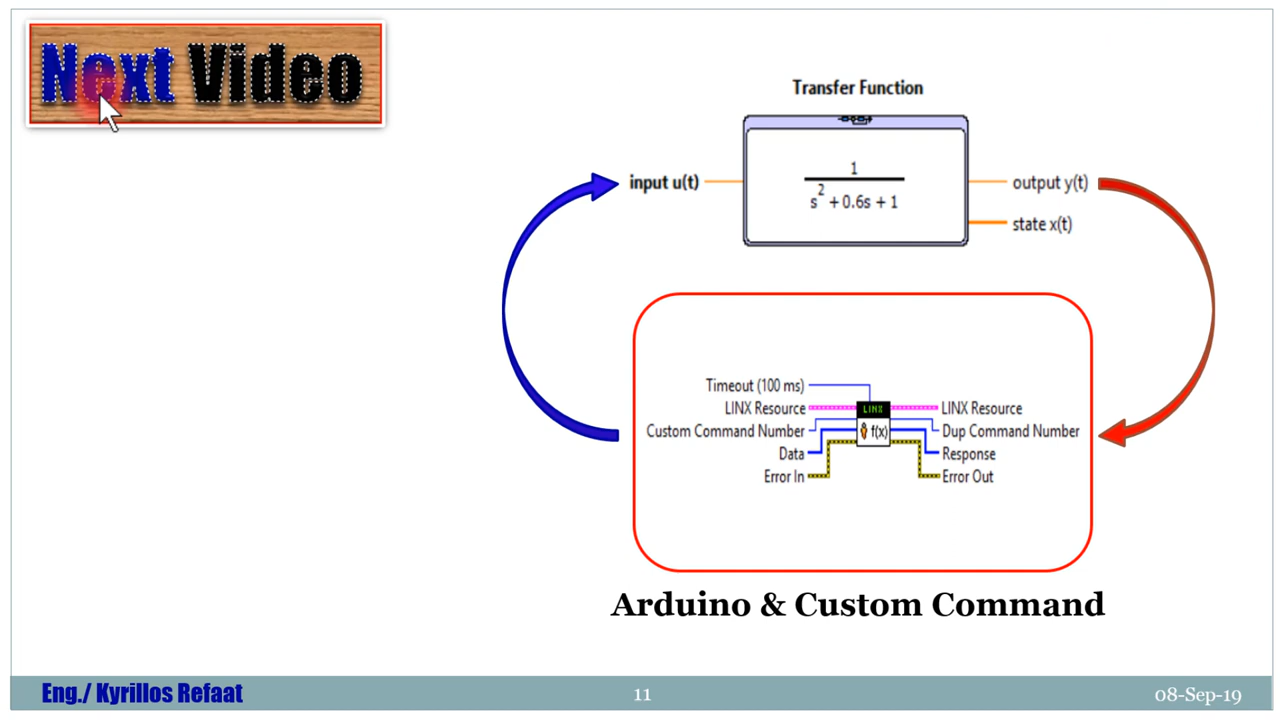 Next Video
Transfer Function
input u(t)
1
s² + 0.6s + 1
output y(t)
state x(t)
Timeout (100 ms)
LINX Resource
Custom Command Number
Data
Error In
LINX
f(x)
LINX Resource
Dup Command Number
Response
Error Out
Arduino & Custom Command
Eng./ Kyrillos Refaat
11
08-Sep-19